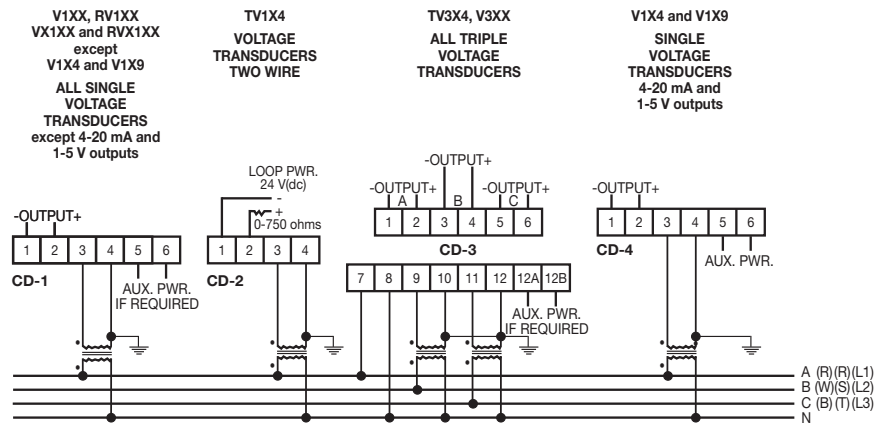 V1XX, RV1XX
VX1XX and RVX1XX
except
V1X4 and V1X9
ALL SINGLE
VOLTAGE
TRANSDUCERS
except 4-20 mA and
1-5 V outputs
TV1X4
VOLTAGE
TRANSDUCERS
TWO WIRE
TV3X4, V3XX
ALL TRIPLE
VOLTAGE
TRANSDUCERS
V1X4 and V1X9
SINGLE
VOLTAGE
TRANSDUCERS
4-20 mA and
1-5 V outputs
-OUTPUT+
1 2 3 4 5 6
CD-1
AUX. PWR.
IF REQUIRED
LOOP PWR.
24 V(dc)
-
+
0-750 ohms
1 2 3 4
CD-2
-OUTPUT+
-OUTPUT+ -OUTPUT+
A B C
1 2 3 4 5 6
CD-3
7 8 9 10 11 12 12A 12B
AUX. PWR.
IF REQUIRED
-OUTPUT+
1 2 3 4 5 6
CD-4
AUX. PWR.
A (R)(R)(L1)
B (W)(S)(L2)
C (B)(T)(L3)
N